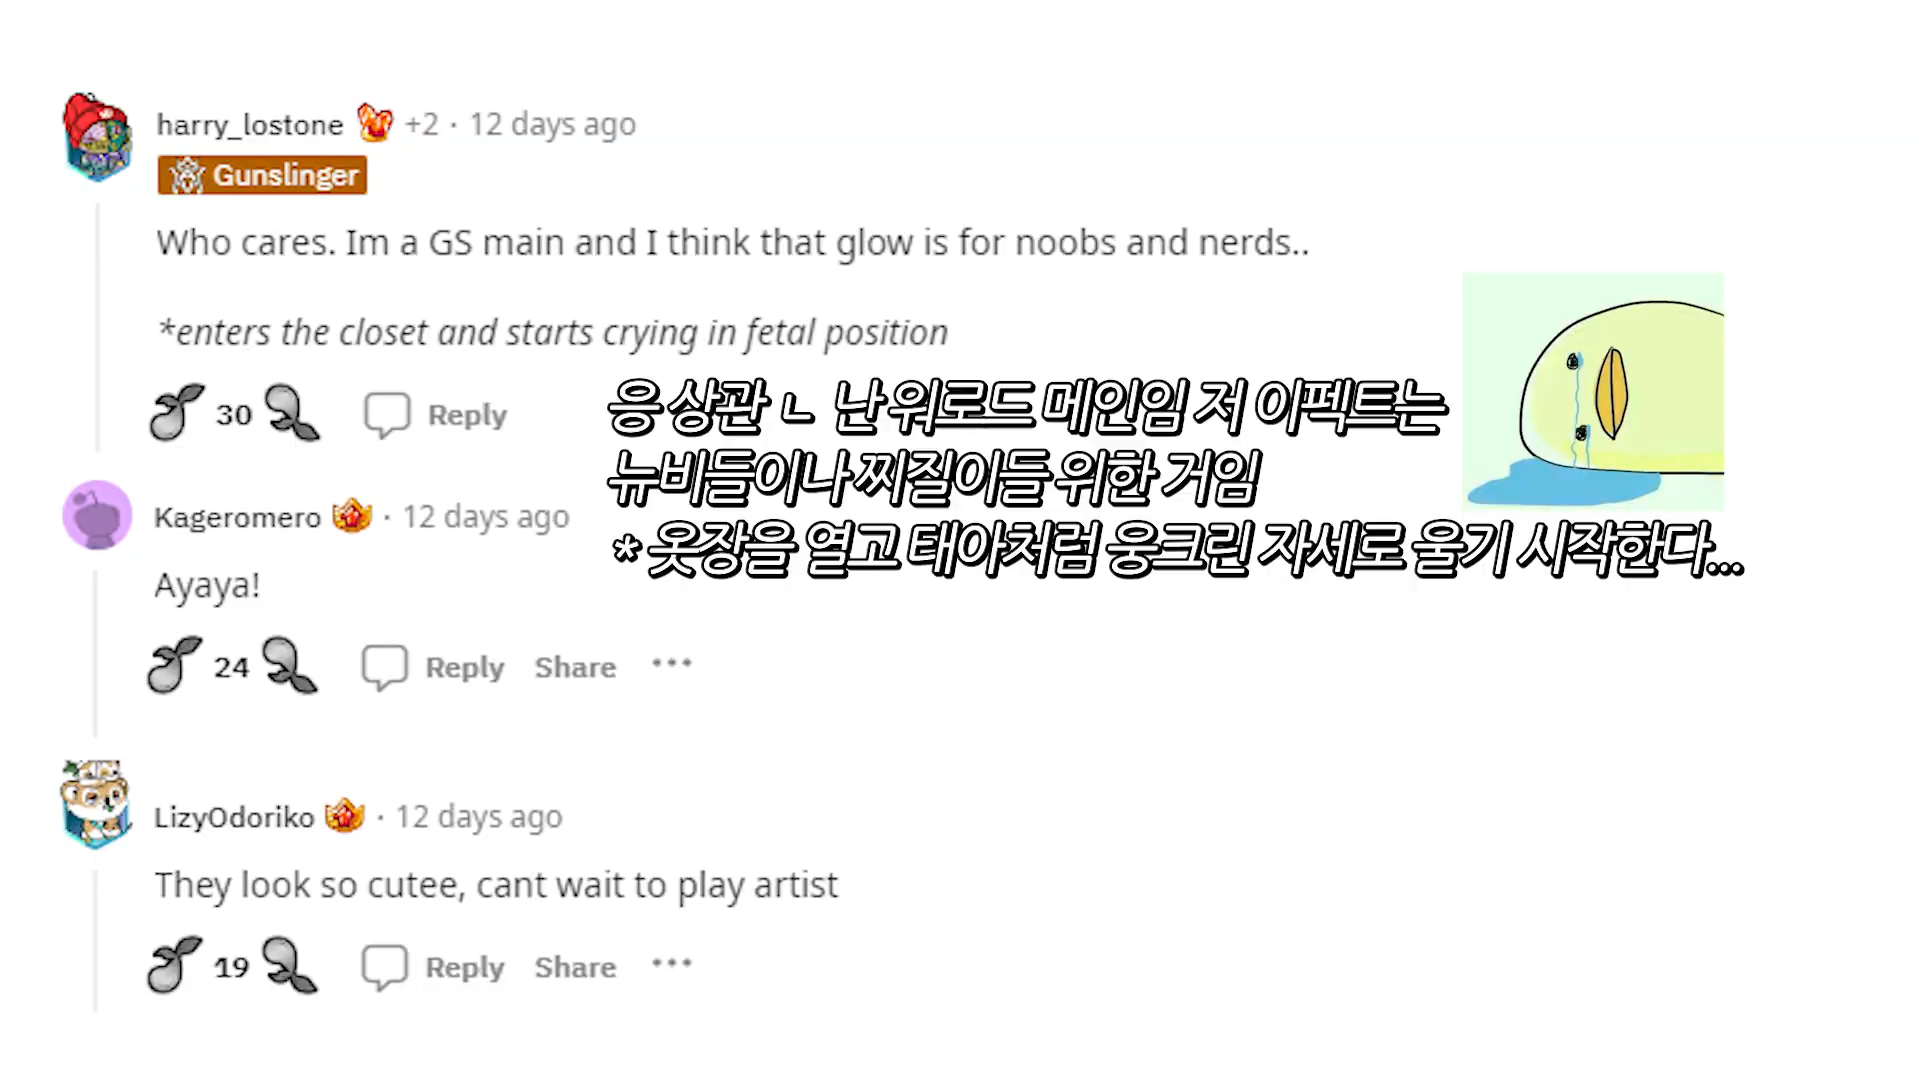 harry_lostone +2 · 12 days ago
Gunslinger
Who cares. Im a GS main and I think that glow is for noobs and nerds..
*enters the closet and starts crying in fetal position
30 Reply
응 상관ㄴ 난 워로드 메인임 저 이펙트는
뉴비들이나 찌질이들 위한 거임
* 옷장을 열고 태아처럼 웅크린 자세로 울기 시작한다...
Kageromero · 12 days ago
Ayaya!
24 Reply Share ···
LizyOdoriko · 12 days ago
They look so cutee, cant wait to play artist
19 Reply Share ···